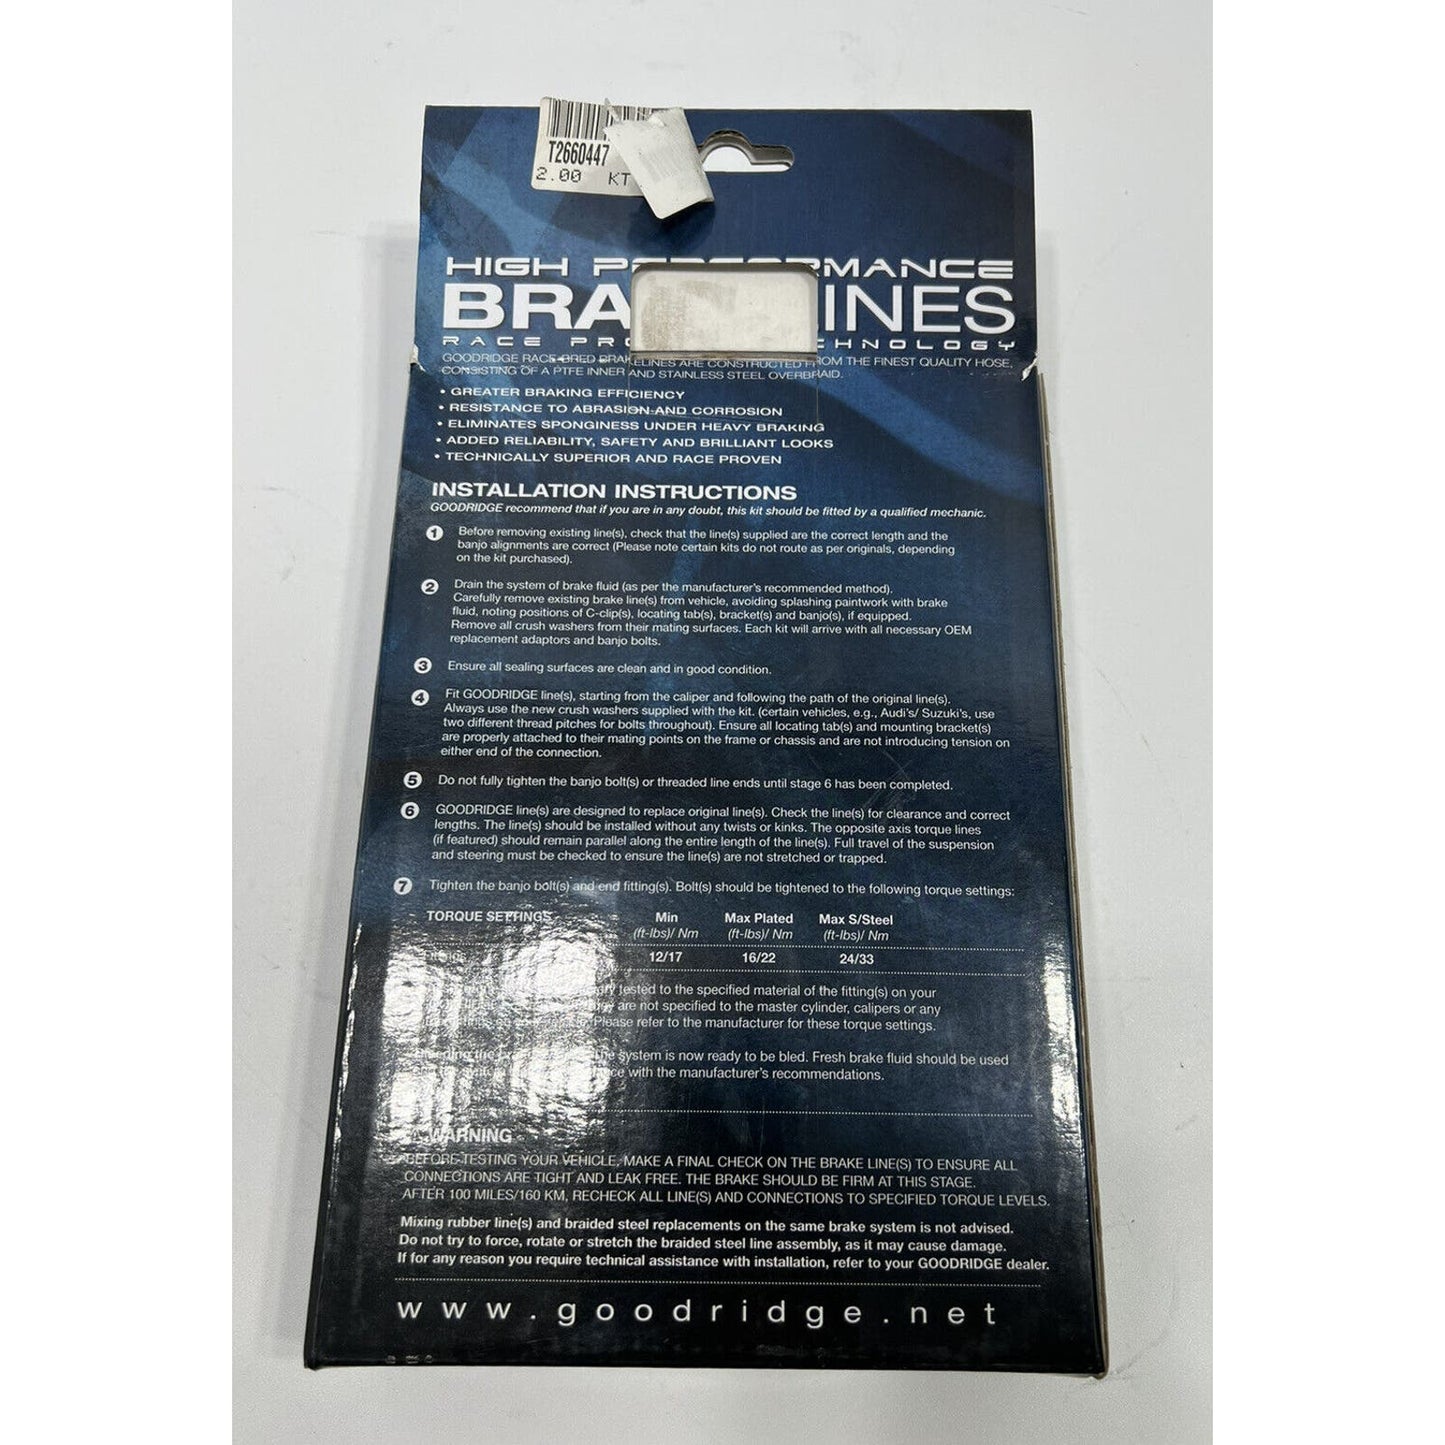 T2660447
2.00 KT
HIGH PERFORMANCE
BRA INES
RACE PRO CHNOLOGY
GOODRIDGE RACE-BRED BRAKELINES ARE CONSTRUCTED FROM THE FINEST QUALITY HOSE,
CONSISTING OF A PTFE INNER AND STAINLESS STEEL OVERBRAID.
• GREATER BRAKING EFFICIENCY
• RESISTANCE TO ABRASION AND CORROSION
• ELIMINATES SPONGINESS UNDER HEAVY BRAKING
• ADDED RELIABILITY, SAFETY AND BRILLIANT LOOKS
• TECHNICALLY SUPERIOR AND RACE PROVEN
INSTALLATION INSTRUCTIONS
GOODRIDGE recommend that if you are in any doubt, this kit should be fitted by a qualified mechanic.
1 Before removing existing line(s), check that the line(s) supplied are the correct length and the
banjo alignments are correct (Please note certain kits do not route as per originals, depending
on the kit purchased).
2 Drain the system of brake fluid (as per the manufacturer's recommended method).
Carefully remove existing brake line(s) from vehicle, avoiding splashing paintwork with brake
fluid, noting positions of C-clip(s), locating tab(s), bracket(s) and banjo(s), if equipped.
Remove all crush washers from their mating surfaces. Each kit will arrive with all necessary OEM
replacement adaptors and banjo bolts.
3 Ensure all sealing surfaces are clean and in good condition.
4 Fit GOODRIDGE line(s), starting from the caliper and following the path of the original line(s).
Always use the new crush washers supplied with the kit. (certain vehicles, e.g., Audi's/ Suzuki's, use
two different thread pitches for bolts throughout). Ensure all locating tab(s) and mounting bracket(s)
are properly attached to their mating points on the frame or chassis and are not introducing tension on
either end of the connection.
5 Do not fully tighten the banjo bolt(s) or threaded line ends until stage 6 has been completed.
6 GOODRIDGE line(s) are designed to replace original line(s). Check the line(s) for clearance and correct
lengths. The line(s) should be installed without any twists or kinks. The opposite axis torque lines
(if featured) should remain parallel along the entire length of the line(s). Full travel of the suspension
and steering must be checked to ensure the line(s) are not stretched or trapped.
7 Tighten the banjo bolt(s) and end fitting(s). Bolt(s) should be tightened to the following torque settings:
TORQUE SETTINGS Min Max Plated Max S/Steel
(ft-lbs)/ Nm (ft-lbs)/ Nm (ft-lbs)/ Nm
12/17 16/22 24/33
tested to the specified material of the fitting(s) on your
are not specified to the master cylinder, calipers or any
Please refer to the manufacturer for these torque settings.
the system is now ready to be bled. Fresh brake fluid should be used
with the manufacturer's recommendations.
WARNING
BEFORE TESTING YOUR VEHICLE, MAKE A FINAL CHECK ON THE BRAKE LINE(S) TO ENSURE ALL
CONNECTIONS ARE TIGHT AND LEAK FREE. THE BRAKE SHOULD BE FIRM AT THIS STAGE.
AFTER 100 MILES/160 KM, RECHECK ALL LINE(S) AND CONNECTIONS TO SPECIFIED TORQUE LEVELS.
Mixing rubber line(s) and braided steel replacements on the same brake system is not advised.
Do not try to force, rotate or stretch the braided steel line assembly, as it may cause damage.
If for any reason you require technical assistance with installation, refer to your GOODRIDGE dealer.
www.goodridge.net